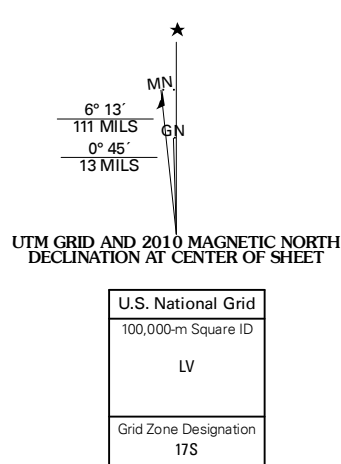 ★
MN
6° 13´
111 MILS
GN
0° 45´
13 MILS
UTM GRID AND 2010 MAGNETIC NORTH
DECLINATION AT CENTER OF SHEET
U.S. National Grid
100,000-m Square ID
LV
Grid Zone Designation
17S